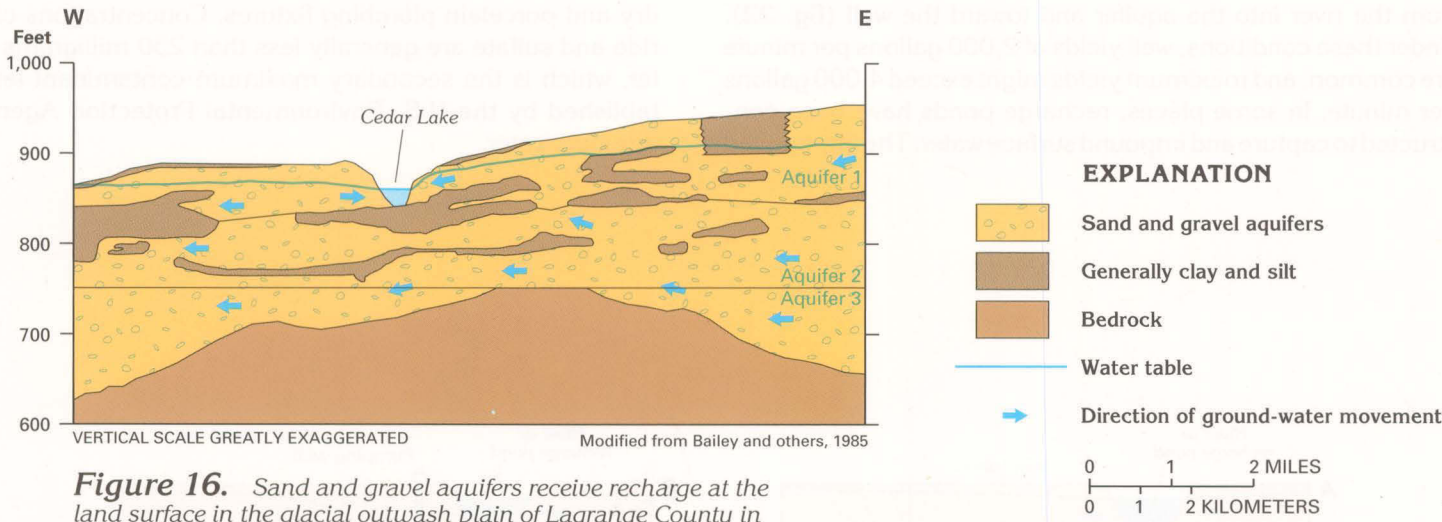 W
E
Feet
1,000
900
800
700
600
Cedar Lake
Aquifer 1
Aquifer 2
Aquifer 3
VERTICAL SCALE GREATLY EXAGGERATED
Modified from Bailey and others, 1985
EXPLANATION
Sand and gravel aquifers
Generally clay and silt
Bedrock
Water table
Direction of ground-water movement
0 1 2 MILES
0 1 2 KILOMETERS
Figure 16. Sand and gravel aquifers receive recharge at the
land surface in the glacial outwash plain of Lagrange County in